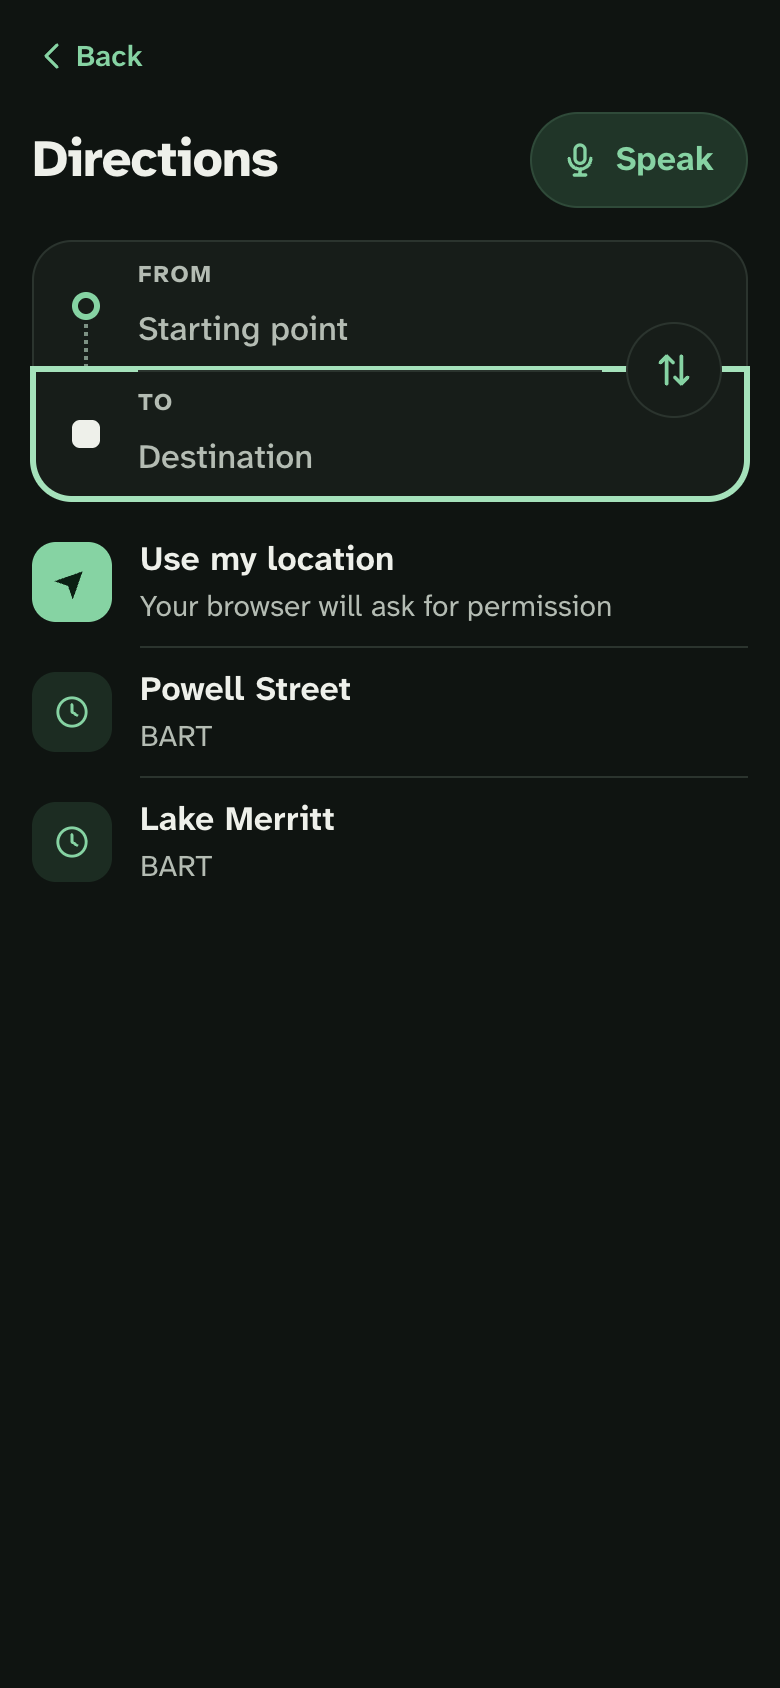 Back
Directions
Speak
FROM
Starting point
TO
Destination
Use my location
Your browser will ask for permission
Powell Street
BART
Lake Merritt
BART